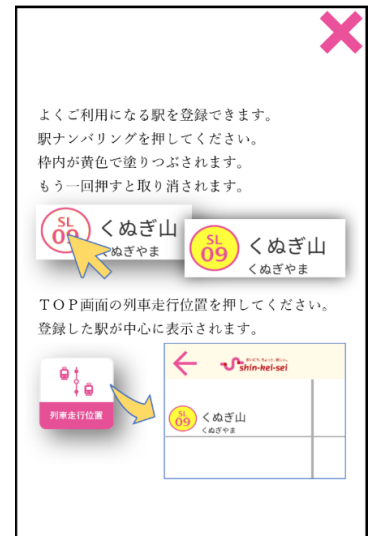 よくご利用になる駅を登録できます。
駅ナンバリングを押してください。
枠内が黄色で塗りつぶされます。
もう一回押すと取り消されます。
SL
09
くぬぎ山
くぬぎやま
SL
09
くぬぎ山
くぬぎやま
TOP画面の列車走行位置を押してください。
登録した駅が中心に表示されます。
列車走行位置
shin-kei-sei
SL
09
くぬぎ山
くぬぎやま